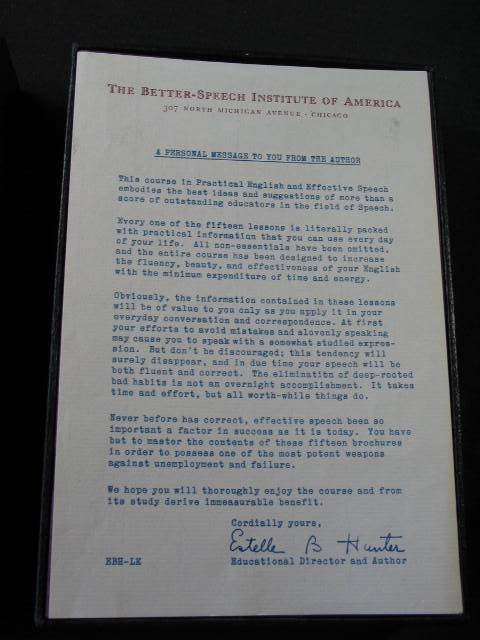 THE BETTER-SPEECH INSTITUTE OF AMERICA
307 NORTH MICHIGAN AVENUE · CHICAGO
A PERSONAL MESSAGE TO YOU FROM THE AUTHOR
This course in Practical English and Effective Speech
embodies the best ideas and suggestions of more than a
score of outstanding educators in the field of Speech.
Every one of the fifteen lessons is literally packed
with practical information that you can use every day
of your life. All non-essentials have been omitted,
and the entire course has been designed to increase
the fluency, beauty, and effectiveness of your English
with the minimum expenditure of time and energy.
Obviously, the information contained in these lessons
will be of value to you only as you apply it in your
everyday conversation and correspondence. At first
your efforts to avoid mistakes and slovenly speaking
may cause you to speak with a somewhat studied expres-
sion. But don't be discouraged; this tendency will
surely disappear, and in due time your speech will be
both fluent and correct. The elimination of deep-rooted
bad habits is not an overnight accomplishment. It takes
time and effort, but all worth-while things do.
Never before has correct, effective speech been so
important a factor in success as it is today. You have
but to master the contents of these fifteen brochures
in order to possess one of the most potent weapons
against unemployment and failure.
We hope you will thoroughly enjoy the course and from
its study derive immeasurable benefit.
Cordially yours,
Estelle B Hunter
EBH-LK Educational Director and Author